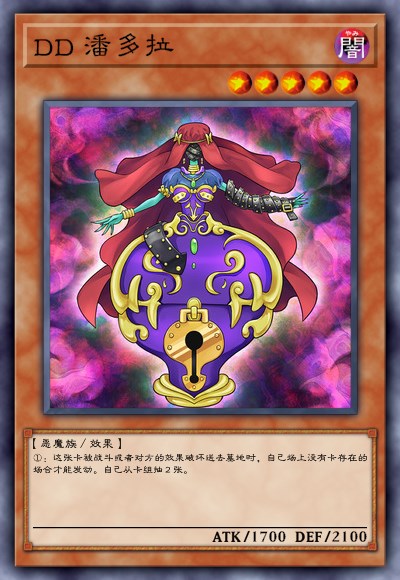 DD 潘多拉
やみ
闇
【恶魔族／效果】
①：这张卡被战斗或者对方的效果破坏送去墓地时，自己场上没有卡存在的
场合才能发动。自己从卡组抽２张。
ATK/1700 DEF/2100